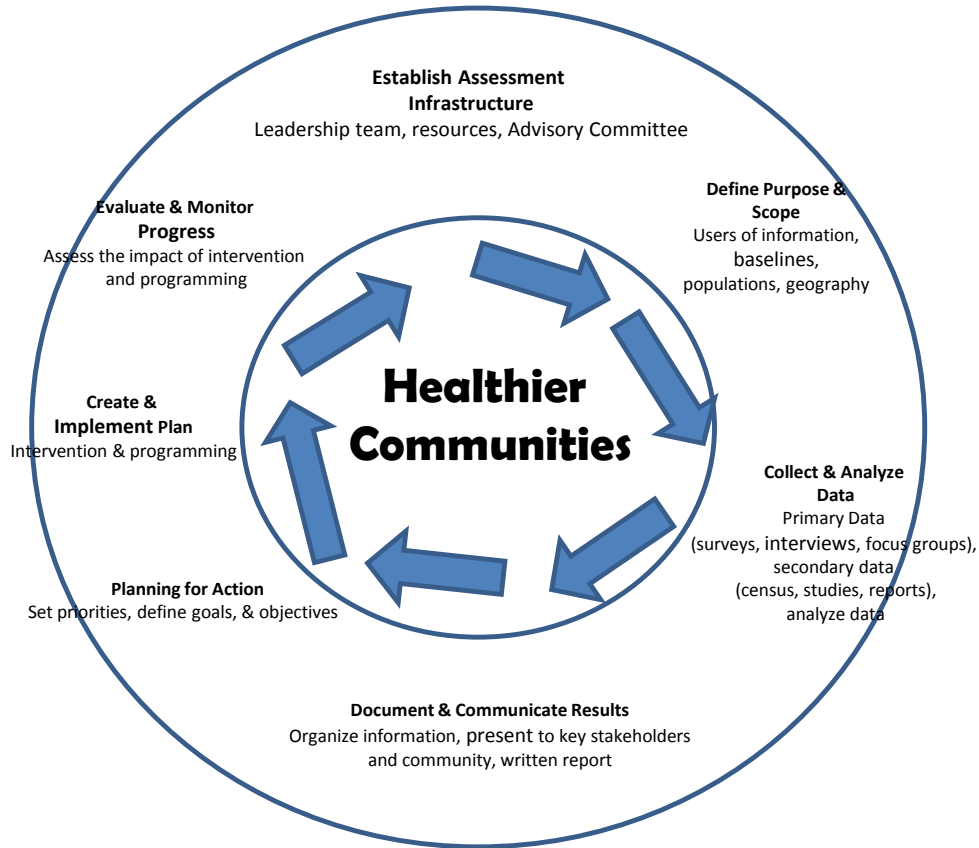 Establish Assessment
Infrastructure
Leadership team, resources, Advisory Committee
Define Purpose &
Scope
Users of information,
baselines,
populations, geography
Collect & Analyze
Data
Primary Data
(surveys, interviews, focus groups),
secondary data
(census, studies, reports),
analyze data
Document & Communicate Results
Organize information, present to key stakeholders
and community, written report
Planning for Action
Set priorities, define goals, & objectives
Create &
Implement Plan
Intervention & programming
Evaluate & Monitor
Progress
Assess the impact of intervention
and programming
Healthier
Communities